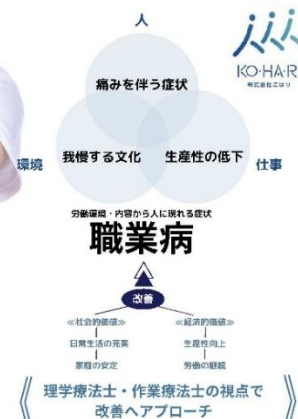 人
KO·HA·R
株式会社こはり
痛みを伴う症状
環境
我慢する文化
生産性の低下
仕事
労働環境・内容から人に現れる症状
職業病
改善
≪社会的価値≫
≪経済的価値≫
日常生活の充実
生産性向上
家庭の安定
労働の継続
理学療法士・作業療法士の視点で
改善へアプローチ